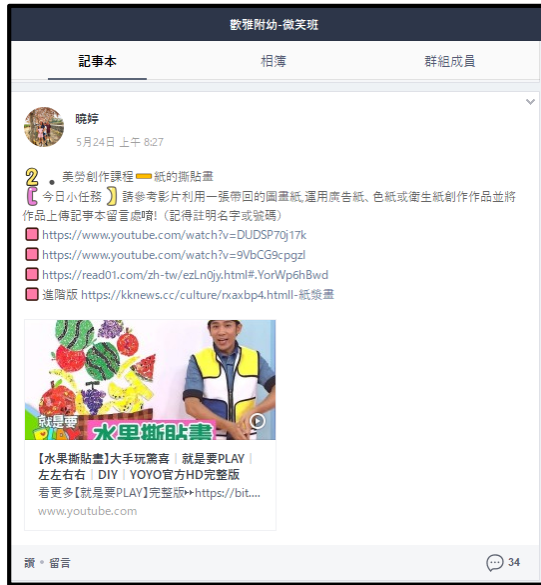 歡雅附幼-微笑班
記事本 相簿 群組成員
曉婷
5月24日 上午 8:27
2. 美勞創作課程 紙的撕貼畫
【今日小任務】請參考影片利用一張帶回的圖畫紙,運用廣告紙、色紙或衛生紙創作作品並將
作品上傳記事本留言處唷!（記得註明名字或號碼）
https://www.youtube.com/watch?v=DUDSP70j17k
https://www.youtube.com/watch?v=9VbCG9cpgzI
https://read01.com/zh-tw/ezLn0jy.html#.YorWp6hBwd
進階版 https://kknews.cc/culture/rxaxbp4.htmll-紙漿畫
就是要
水果撕貼畫
【水果撕貼畫】大手玩驚喜｜就是要PLAY｜
左左右右｜DIY｜YOYO官方HD完整版
看更多【就是要PLAY】完整版▸▸https://bit....
www.youtube.com
讚・留言 34